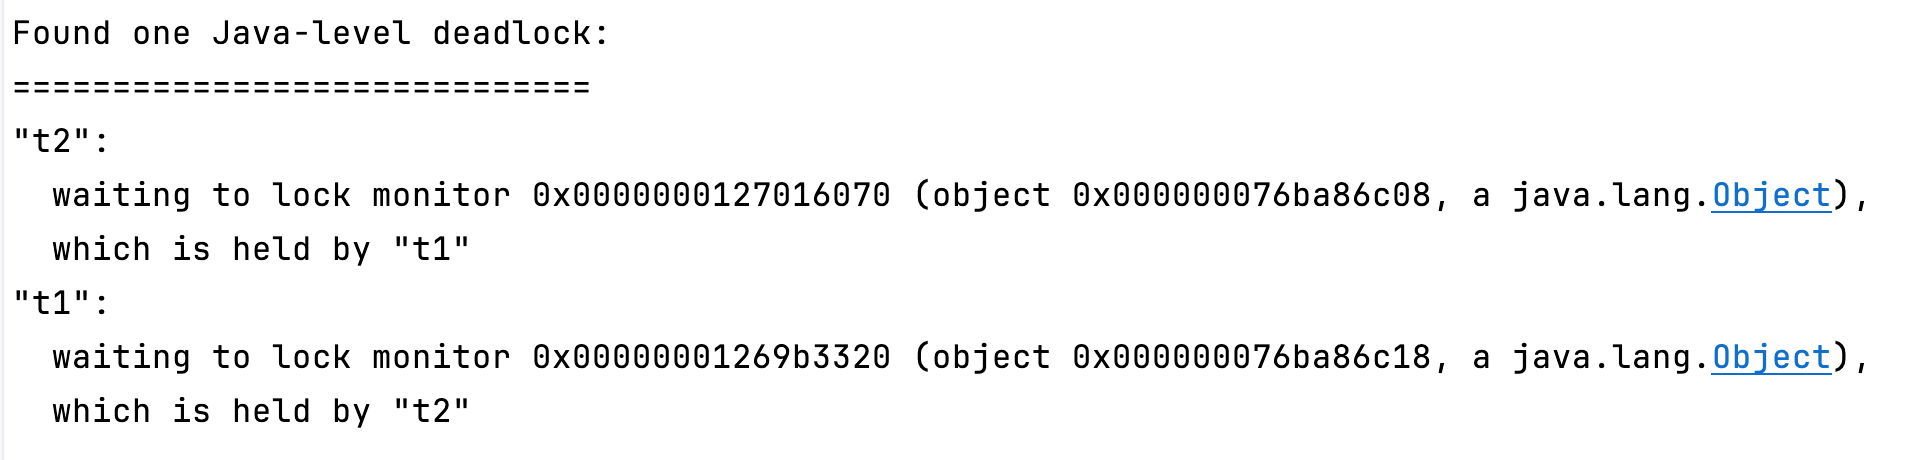 Found one Java-level deadlock:
=============================
"t2":
  waiting to lock monitor 0x0000000127016070 (object 0x000000076ba86c08, a java.lang.Object),
  which is held by "t1"
"t1":
  waiting to lock monitor 0x00000001269b3320 (object 0x000000076ba86c18, a java.lang.Object),
  which is held by "t2"